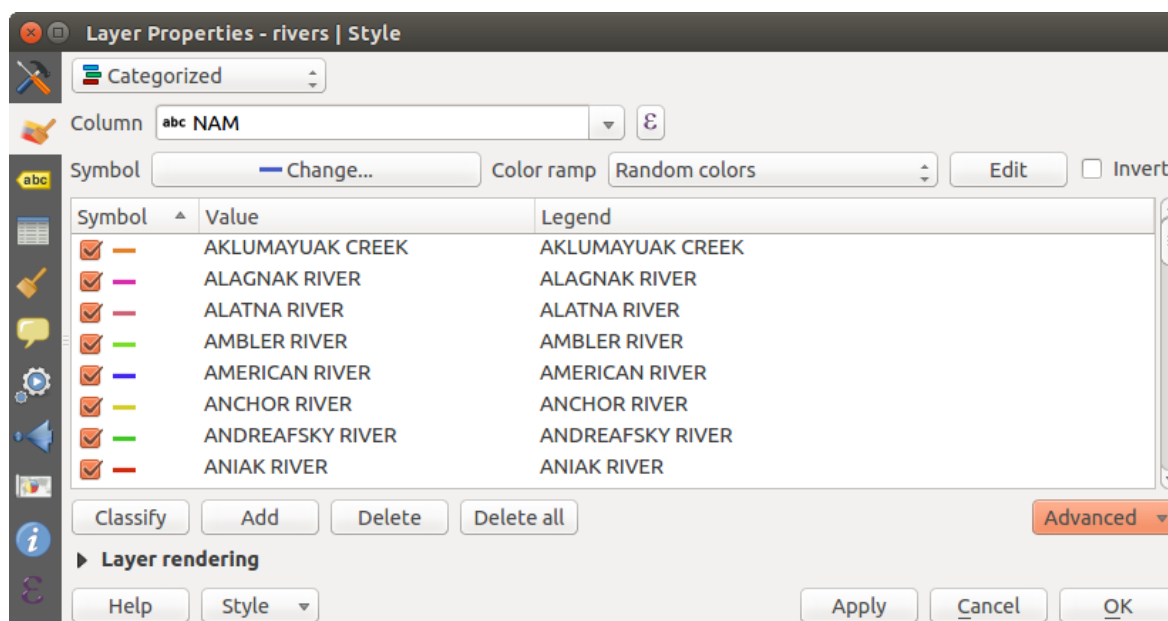 Layer Properties - rivers | Style
Categorized
Column abc NAM ε
abc
Symbol Change... Color ramp Random colors Edit Invert
Symbol Value Legend
AKLUMAYUAK CREEK AKLUMAYUAK CREEK
ALAGNAK RIVER ALAGNAK RIVER
ALATNA RIVER ALATNA RIVER
AMBLER RIVER AMBLER RIVER
AMERICAN RIVER AMERICAN RIVER
ANCHOR RIVER ANCHOR RIVER
ANDREAFSKY RIVER ANDREAFSKY RIVER
ANIAK RIVER ANIAK RIVER
Classify Add Delete Delete all Advanced
Layer rendering
Help Style Apply Cancel OK